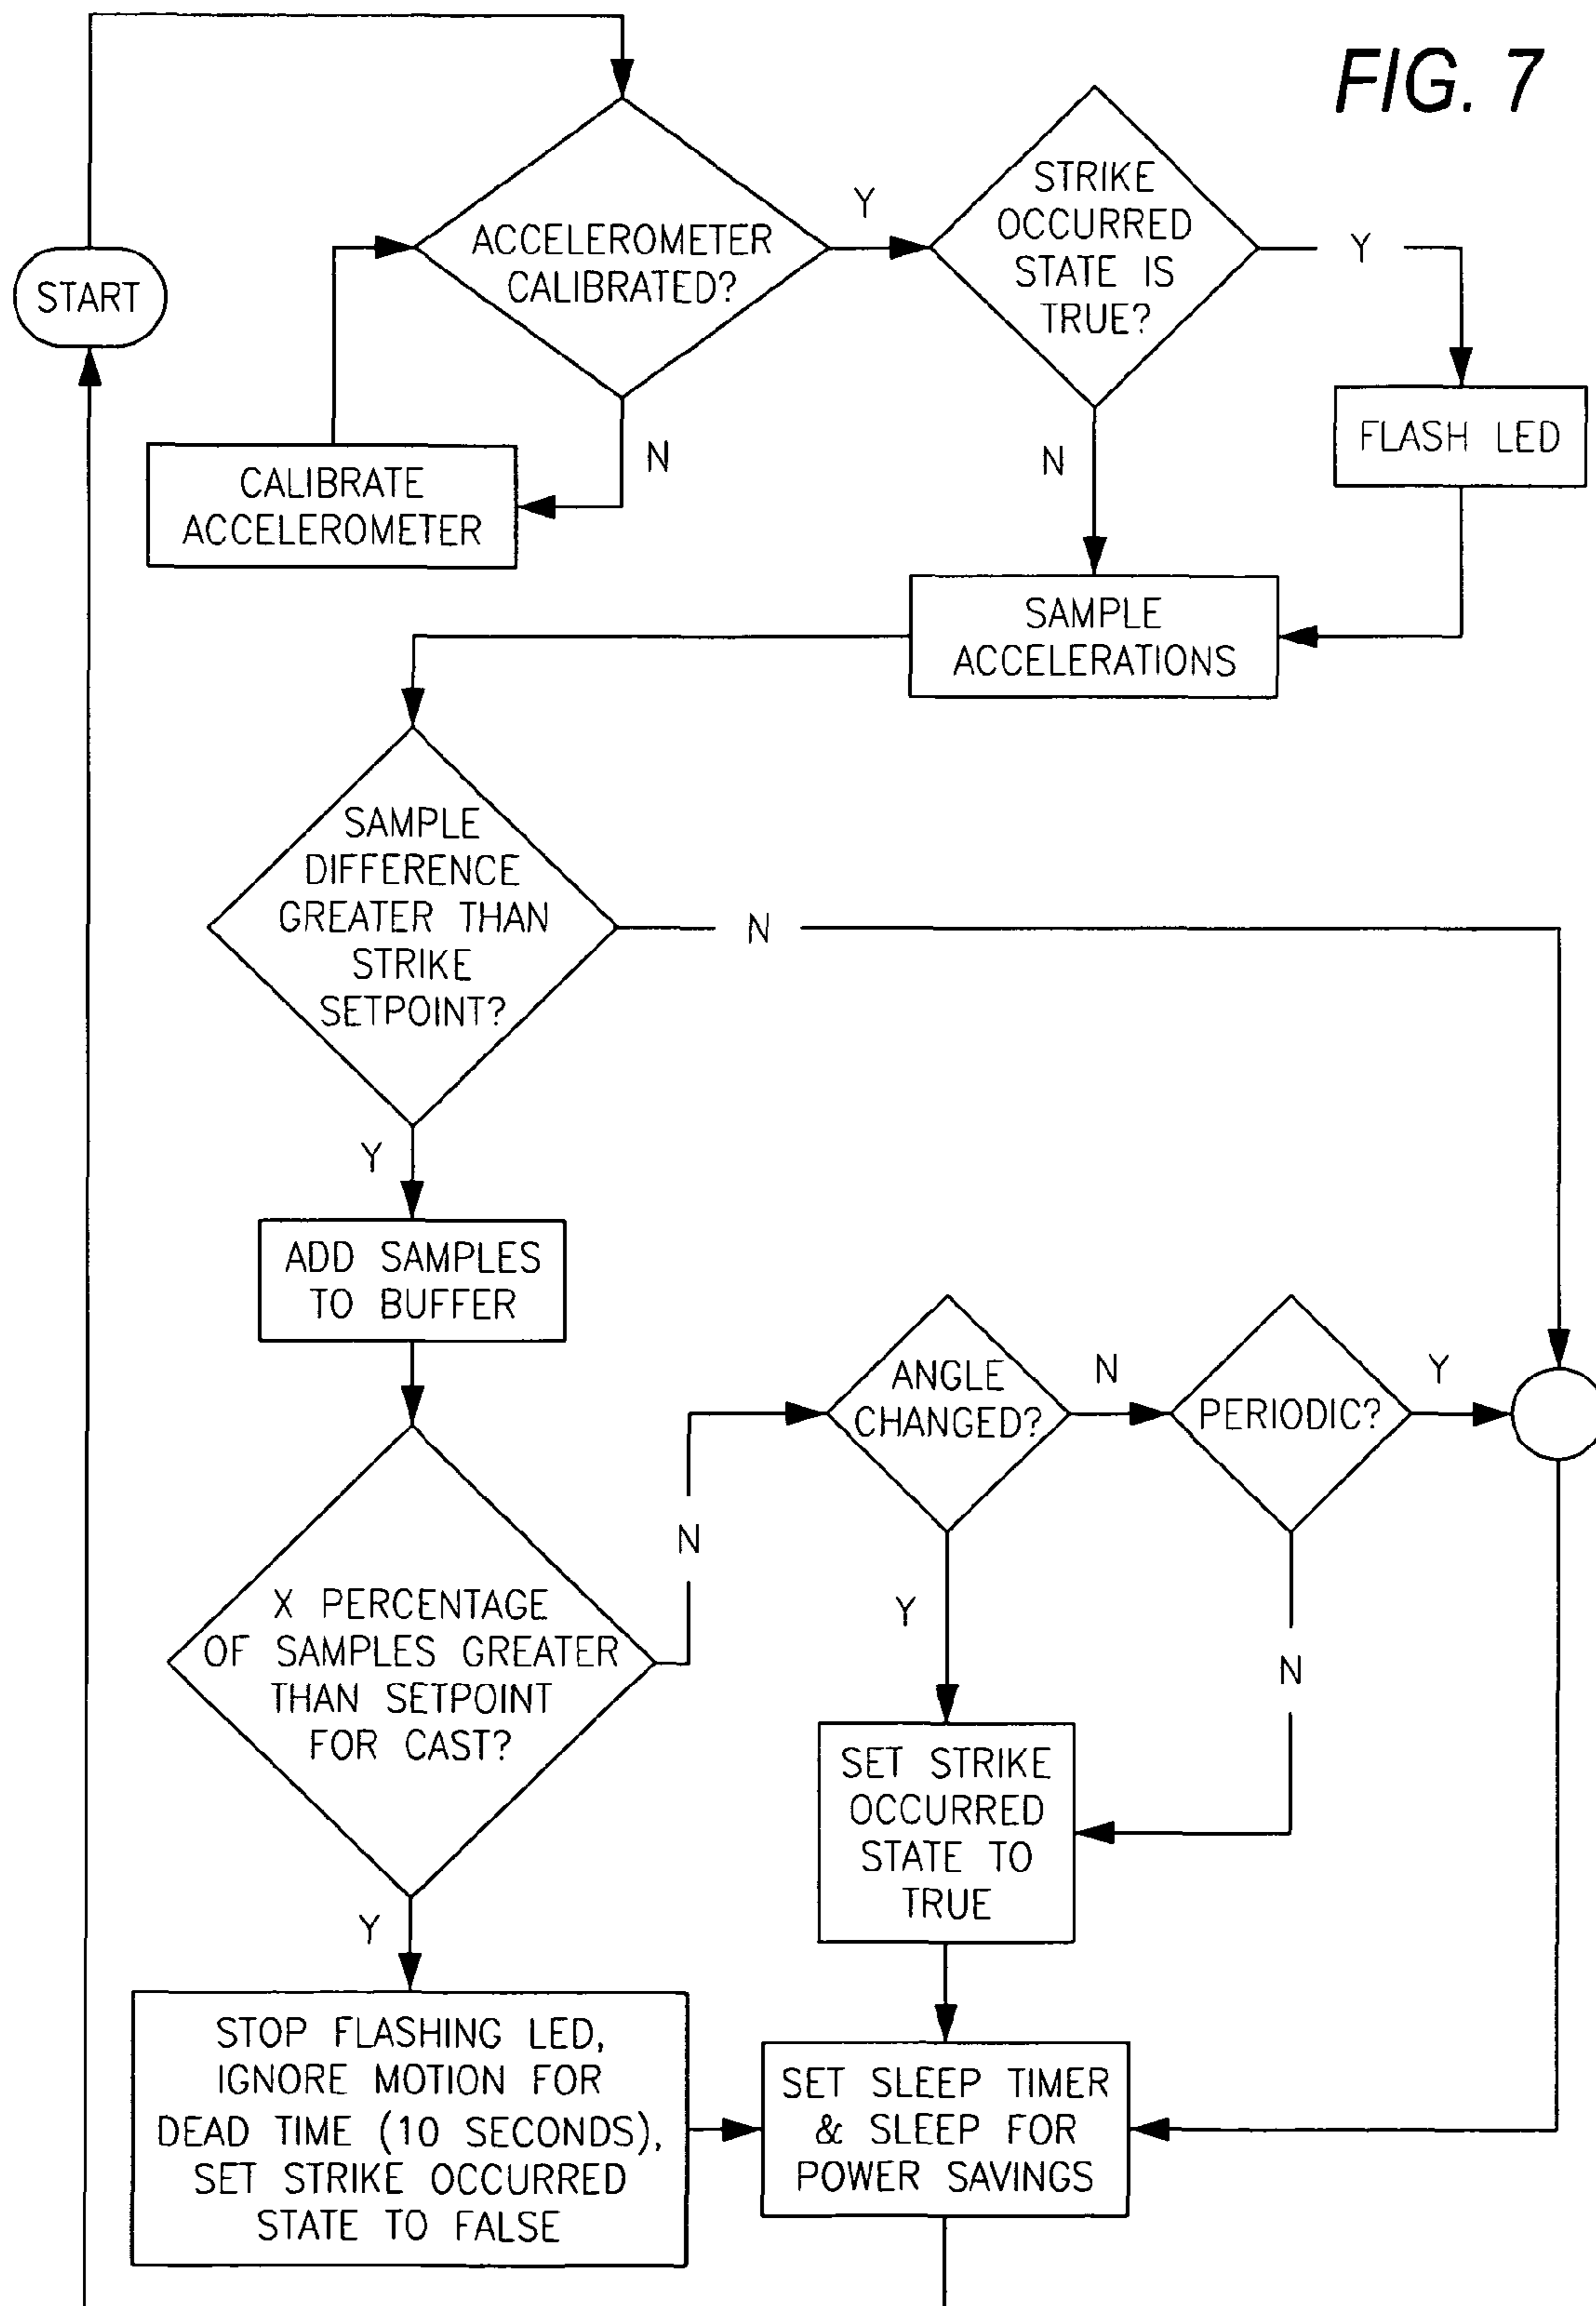 FIG. 7
START
ACCELEROMETER
CALIBRATED?
Y
N
CALIBRATE
ACCELEROMETER
STRIKE
OCCURRED
STATE IS
TRUE?
Y
N
FLASH LED
SAMPLE
ACCELERATIONS
SAMPLE
DIFFERENCE
GREATER THAN
STRIKE
SETPOINT?
N
Y
ADD SAMPLES
TO BUFFER
X PERCENTAGE
OF SAMPLES GREATER
THAN SETPOINT
FOR CAST?
N
Y
ANGLE
CHANGED?
N
Y
PERIODIC?
Y
N
SET STRIKE
OCCURRED
STATE TO
TRUE
STOP FLASHING LED,
IGNORE MOTION FOR
DEAD TIME (10 SECONDS),
SET STRIKE OCCURRED
STATE TO FALSE
SET SLEEP TIMER
& SLEEP FOR
POWER SAVINGS